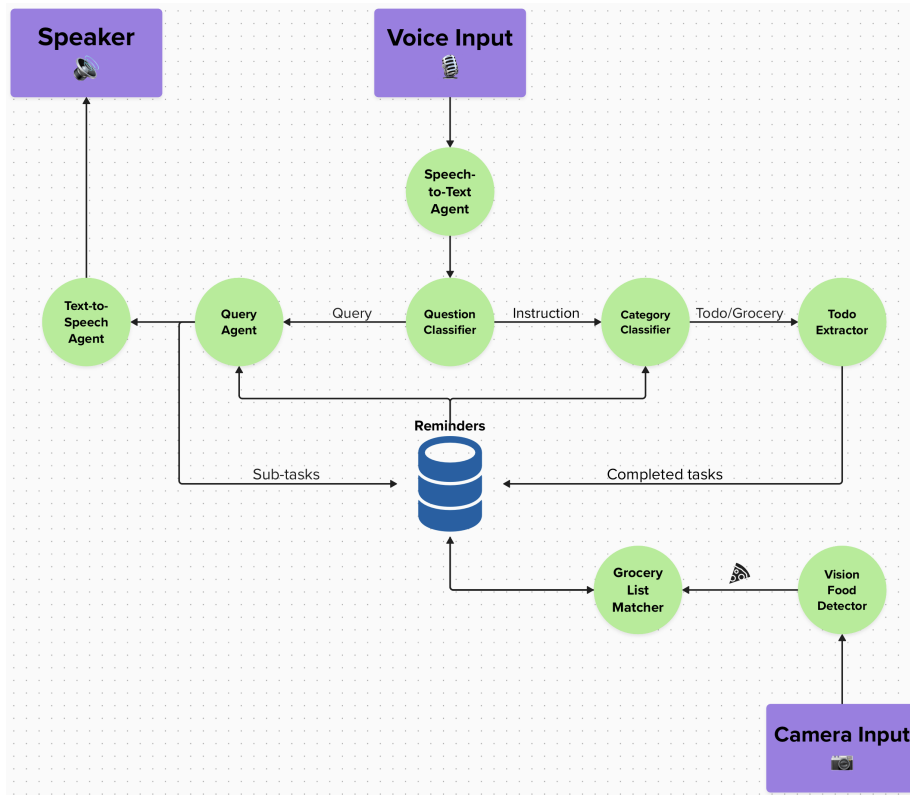 Speaker
Voice Input
Speech-
to-Text
Agent
Text-to-
Speech
Agent
Query
Agent
Query
Question
Classifier
Instruction
Category
Classifier
Todo/Grocery
Todo
Extractor
Reminders
Sub-tasks
Completed tasks
Grocery
List
Matcher
Vision
Food
Detector
Camera Input